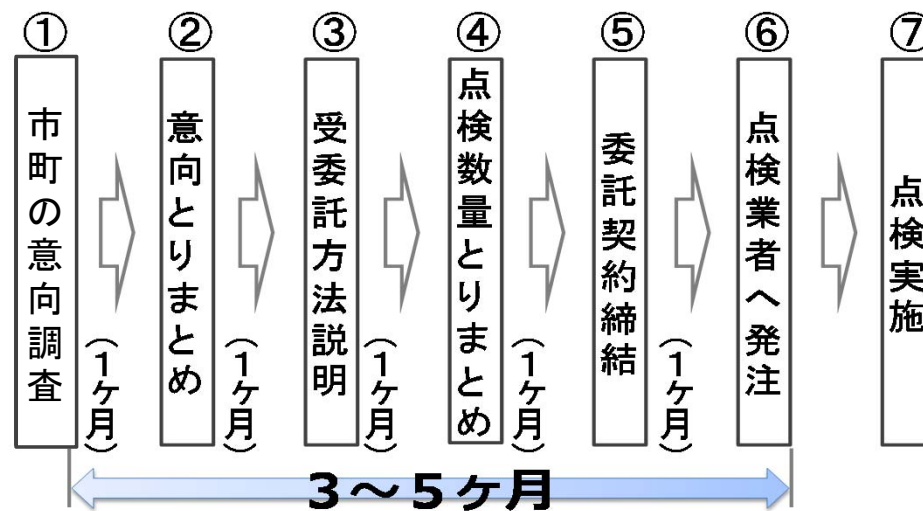 ①
市町の意向調査
(1ヶ月)
②
意向とりまとめ
(1ヶ月)
③
受委託方法説明
(1ヶ月)
④
点検数量とりまとめ
(1ヶ月)
⑤
委託契約締結
(1ヶ月)
⑥
点検業者へ発注
⑦
点検実施
3～5ヶ月